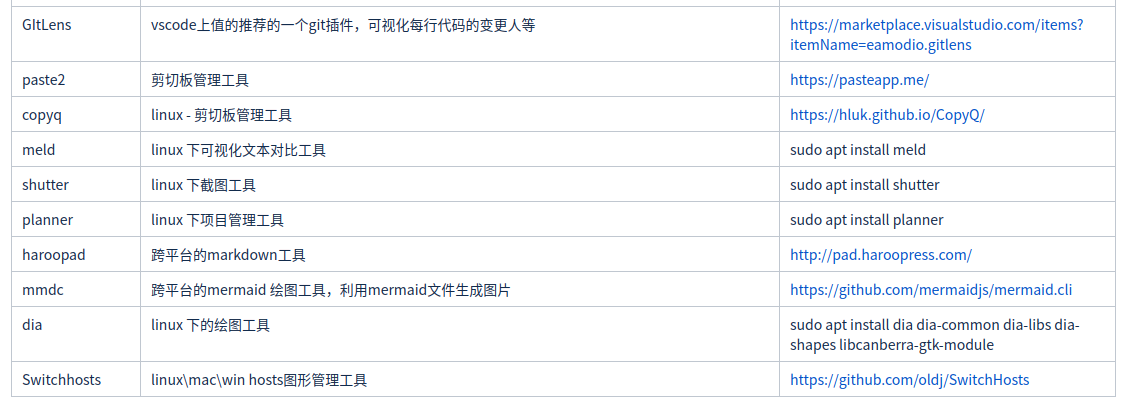 GItLens vscode上值的推荐的一个git插件，可视化每行代码的变更人等 https://marketplace.visualstudio.com/items?
itemName=eamodio.gitlens
paste2 剪切板管理工具 https://pasteapp.me/
copyq linux - 剪切板管理工具 https://hluk.github.io/CopyQ/
meld linux 下可视化文本对比工具 sudo apt install meld
shutter linux 下截图工具 sudo apt install shutter
planner linux 下项目管理工具 sudo apt install planner
haroopad 跨平台的markdown工具 http://pad.haroopress.com/
mmdc 跨平台的mermaid 绘图工具，利用mermaid文件生成图片 https://github.com/mermaidjs/mermaid.cli
dia linux 下的绘图工具 sudo apt install dia dia-common dia-libs dia-
shapes libcanberra-gtk-module
Switchhosts linux\mac\win hosts图形管理工具 https://github.com/oldj/SwitchHosts